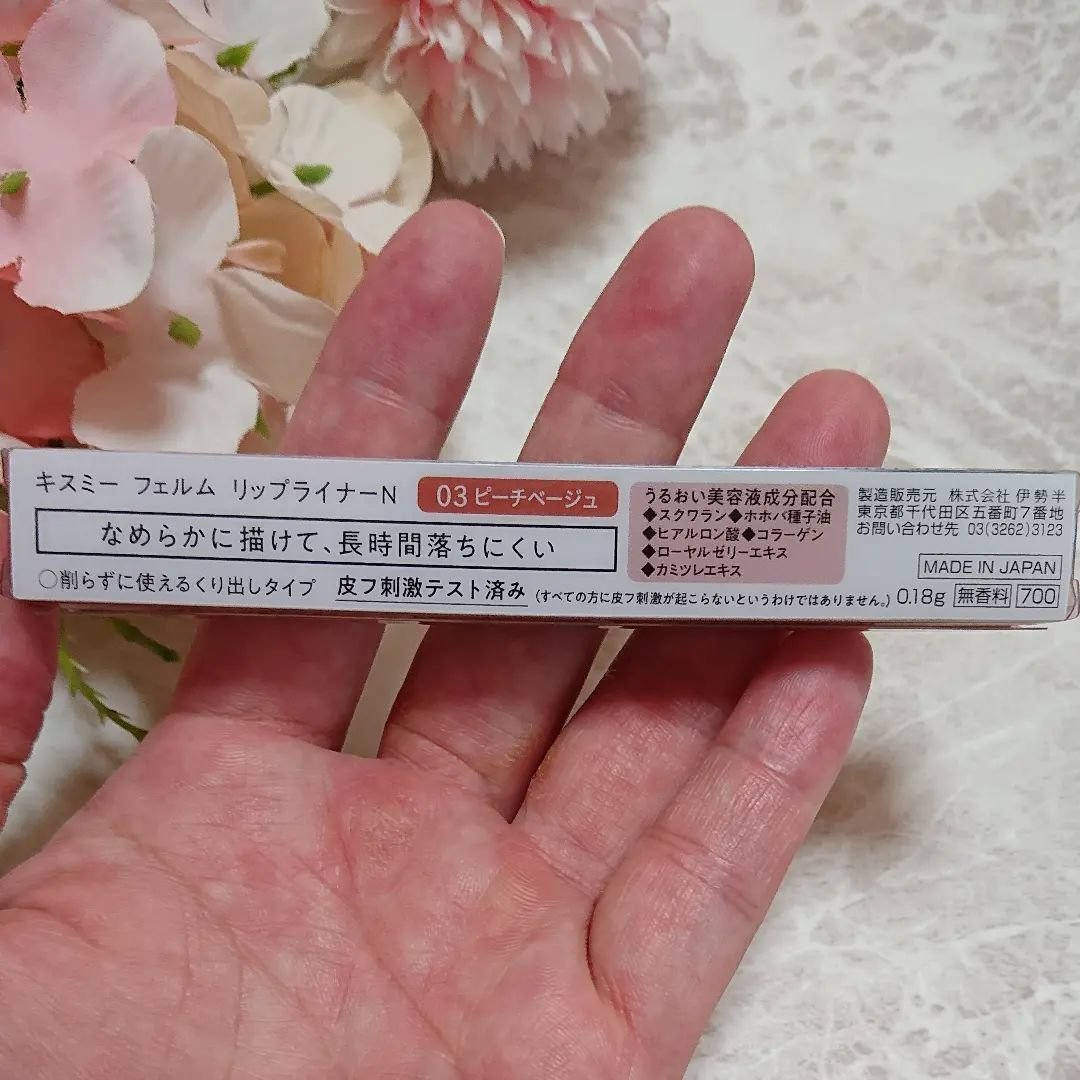 キスミー フェルム リップライナーN
03 ピーチベージュ
なめらかに描けて、長時間落ちにくい
○削らずに使えるくり出しタイプ 皮フ刺激テスト済み (すべての方に皮フ刺激が起こらないというわけではありません。)
うるおい美容液成分配合
◆スクワラン◆ホホバ種子油
◆ヒアルロン酸◆コラーゲン
◆ローヤルゼリーエキス
◆カミツレエキス
製造販売元 株式会社 伊勢半
東京都千代田区五番町7番地
お問い合わせ先 03(3262)3123
MADE IN JAPAN
0.18g 無香料 700